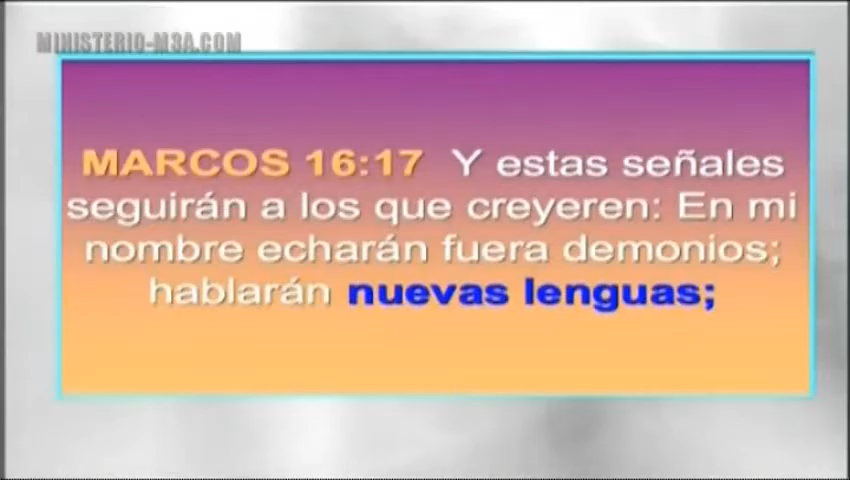 MINISTERIO-M3A.COM
MARCOS 16:17 Y estas señales
seguirán a los que creyeren: En mi
nombre echarán fuera demonios;
hablarán nuevas lenguas;